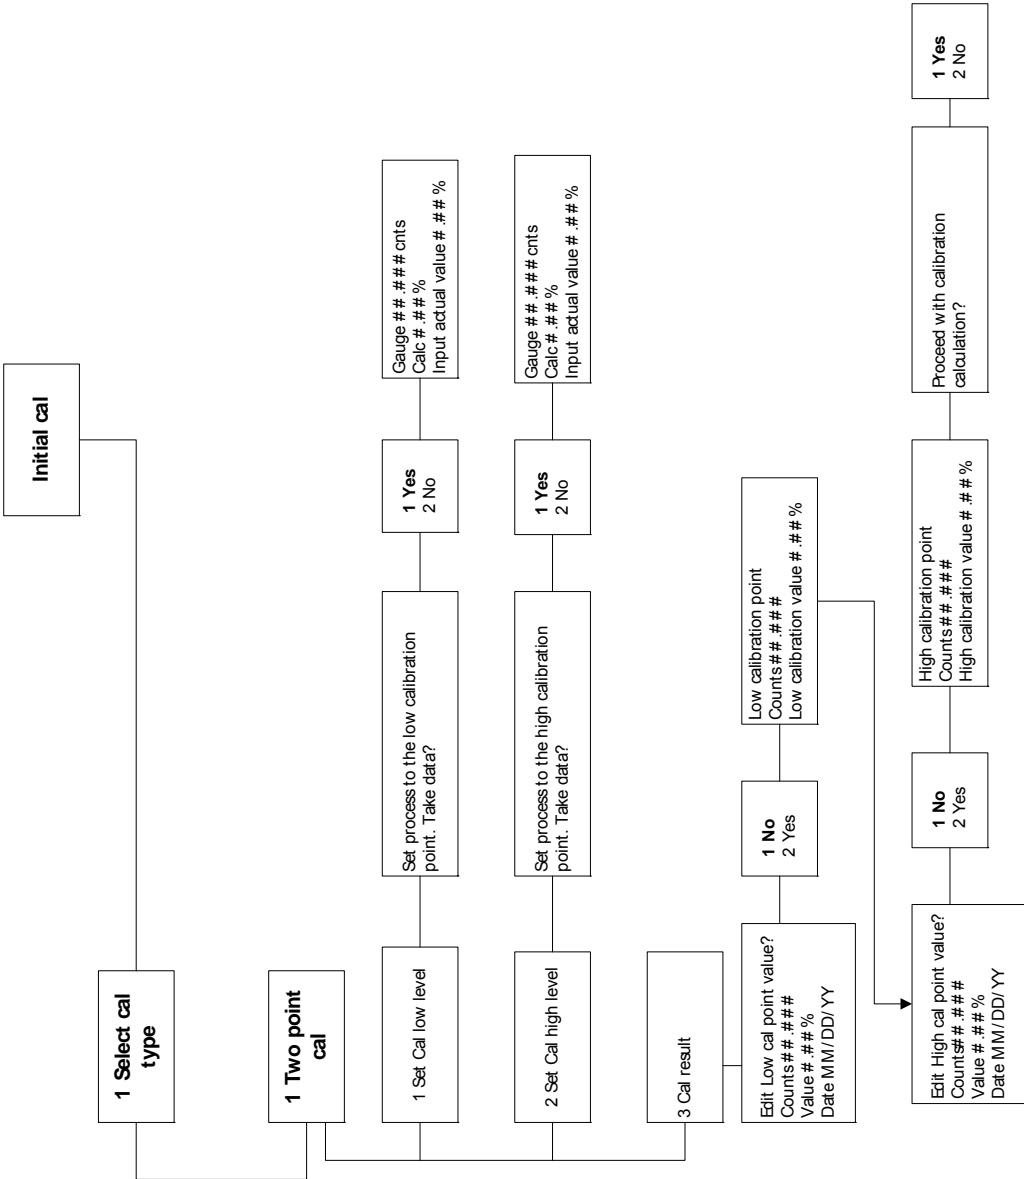 Initial cal
1 Select cal
type
1 Two point
cal
1 Set Cal low level
Set process to the low calibration
point. Take data?
1 Yes
2 No
Gauge ##.### cnts
Calc #.##%
Input actual value #.##%
2 Set Cal high level
Set process to the high calibration
point. Take data?
1 Yes
2 No
Gauge ##.### cnts
Calc #.##%
Input actual value #.##%
3 Cal result
Edit Low cal point value?
Counts##.###
Value #.##%
Date MM/DD/YY
1 No
2 Yes
Low calibration point
Counts##.###
Low calibration value #.##%
Edit High cal point value?
Counts##.###
Value #.##%
Date MM/DD/YY
1 No
2 Yes
High calibration point
Counts##.###
High calibration value #.##%
Proceed with calibration
calculation?
1 Yes
2 No